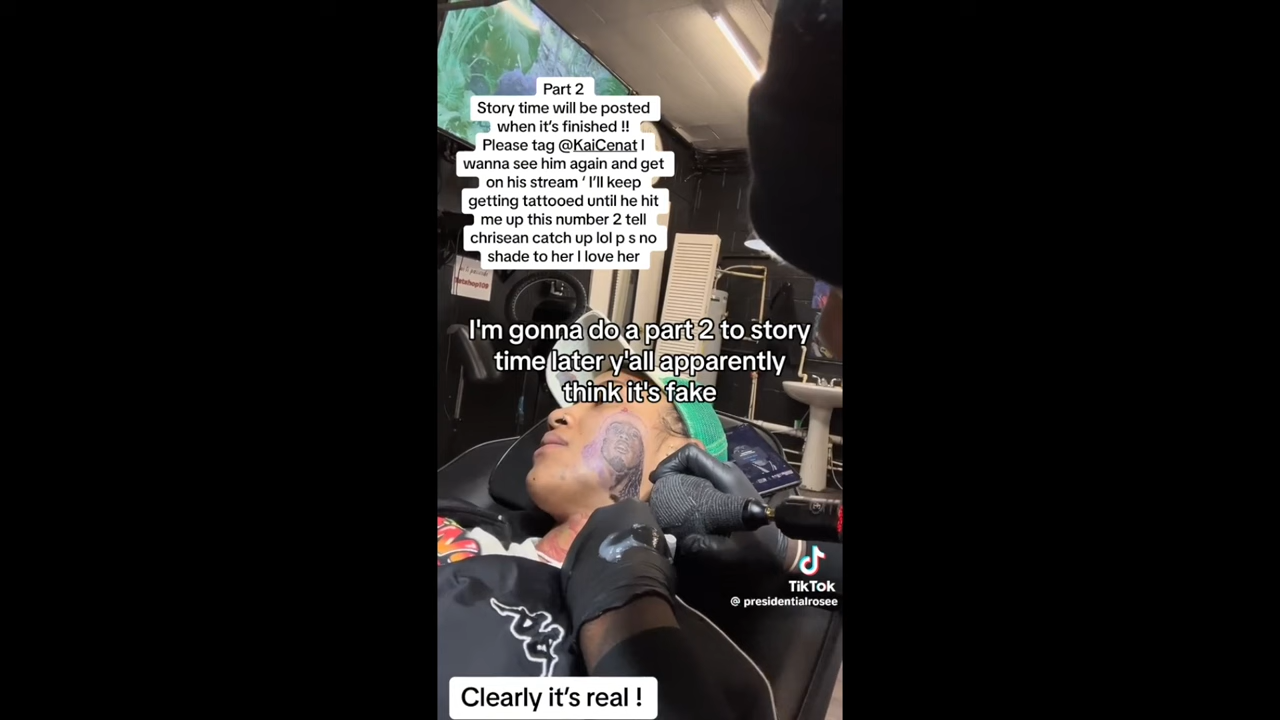 Part 2
Story time will be posted
when it's finished !!
Please tag @KaiCenat I
wanna see him again and get
on his stream ‘ I’ll keep
getting tattooed until he hit
me up this number 2 tell
chrisean catch up lol p s no
shade to her I love her
I'm gonna do a part 2 to story
time later y'all apparently
think it's fake
TikTok
@ presidentialrosee
Clearly it’s real !